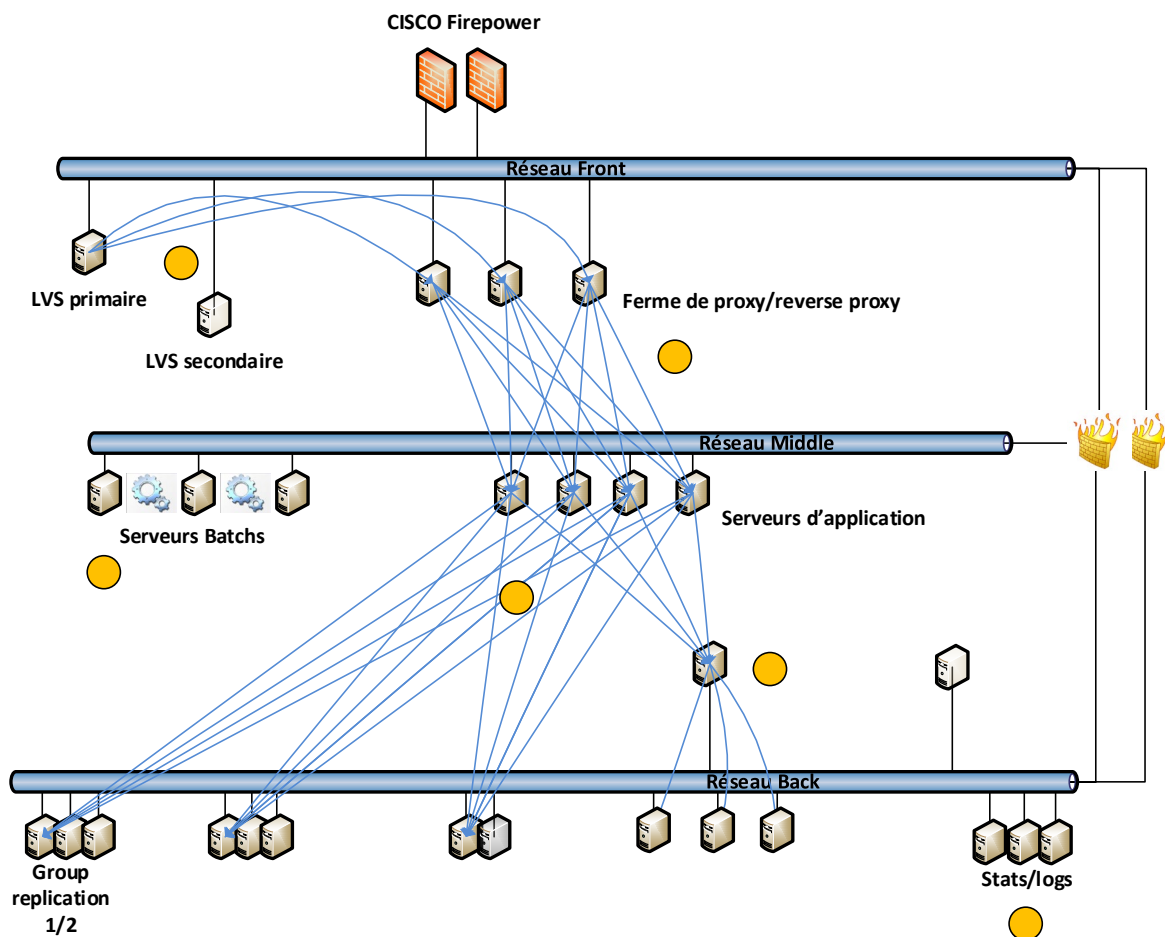 CISCO Firepower
Réseau Front
LVS primaire
Ferme de proxy/reverse proxy
LVS secondaire
Réseau Middle
Serveurs Batchs
Serveurs d’application
Réseau Back
Group
replication
1/2
Stats/logs